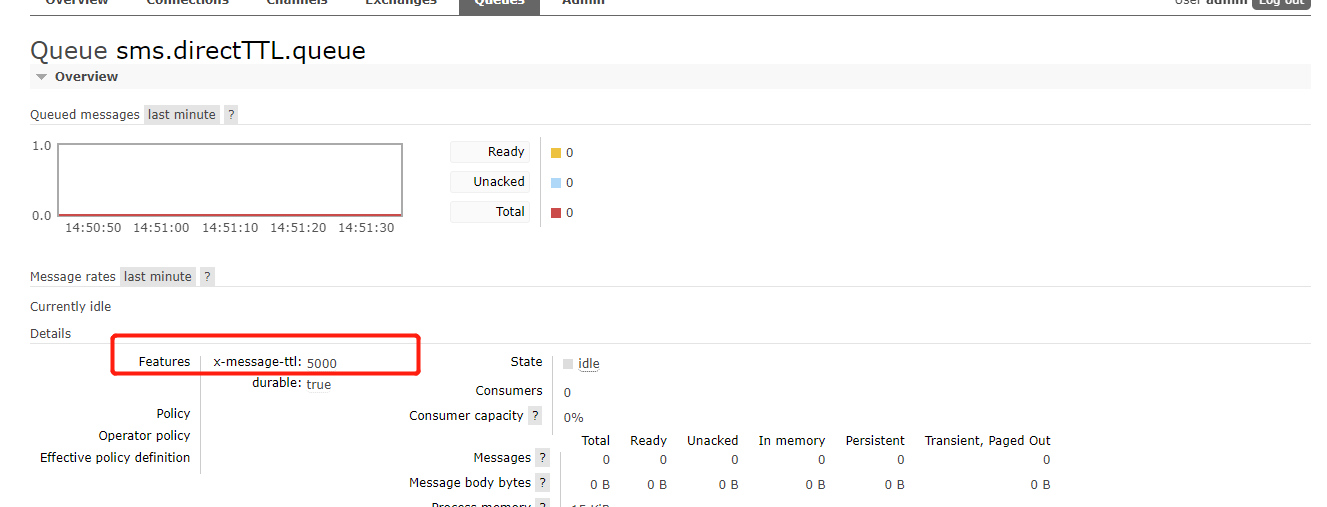 Overview Connections Channels Exchanges Queues Admin User admin Log out
Queue sms.directTTL.queue
Overview
Queued messages last minute ?
1.0
0.0
14:50:50 14:51:00 14:51:10 14:51:20 14:51:30
Ready 0
Unacked 0
Total 0
Message rates last minute ?
Currently idle
Details
Features x-message-ttl: 5000
durable: true
Policy
Operator policy
Effective policy definition
State idle
Consumers 0
Consumer capacity ? 0%
Total Ready Unacked In memory Persistent Transient, Paged Out
Messages ? 0 0 0 0 0 0
Message body bytes ? 0 B 0 B 0 B 0 B 0 B 0 B
Process memory ? 15 KiB